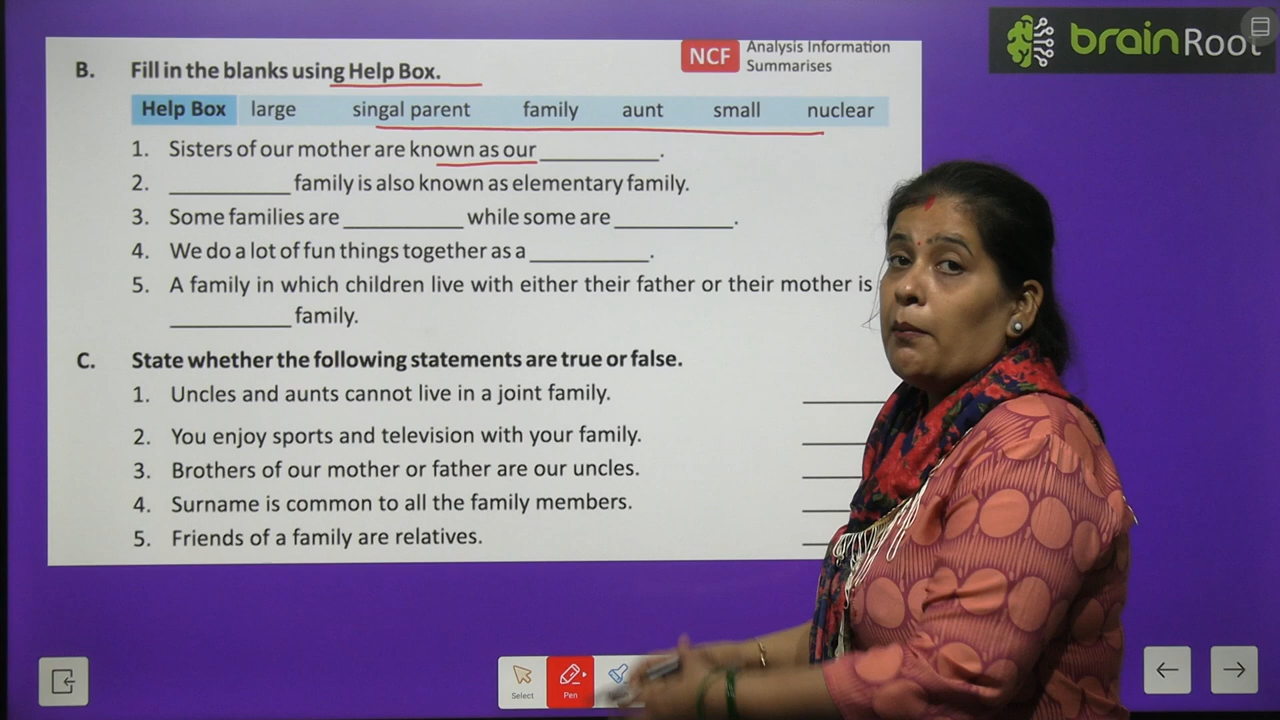 brainRoot
NCF Analysis Information
Summarises
B. Fill in the blanks using Help Box.
Help Box large singal parent family aunt small nuclear
1. Sisters of our mother are known as our ____________.
2. ____________ family is also known as elementary family.
3. Some families are ____________ while some are ____________.
4. We do a lot of fun things together as a ____________.
5. A family in which children live with either their father or their mother is
____________ family.
C. State whether the following statements are true or false.
1. Uncles and aunts cannot live in a joint family.
2. You enjoy sports and television with your family.
3. Brothers of our mother or father are our uncles.
4. Surname is common to all the family members.
5. Friends of a family are relatives.
Select Pen